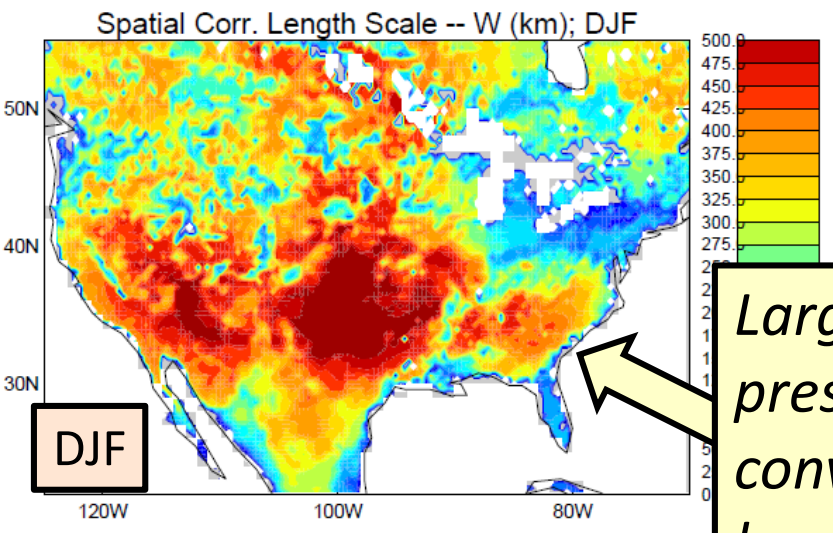 Spatial Corr. Length Scale -- W (km); DJF
500.0
475.
450.
425.
400.
375.
350.
325.
300.
275.
50N
40N
30N
120W
100W
80W
DJF
Larg
pres
conv